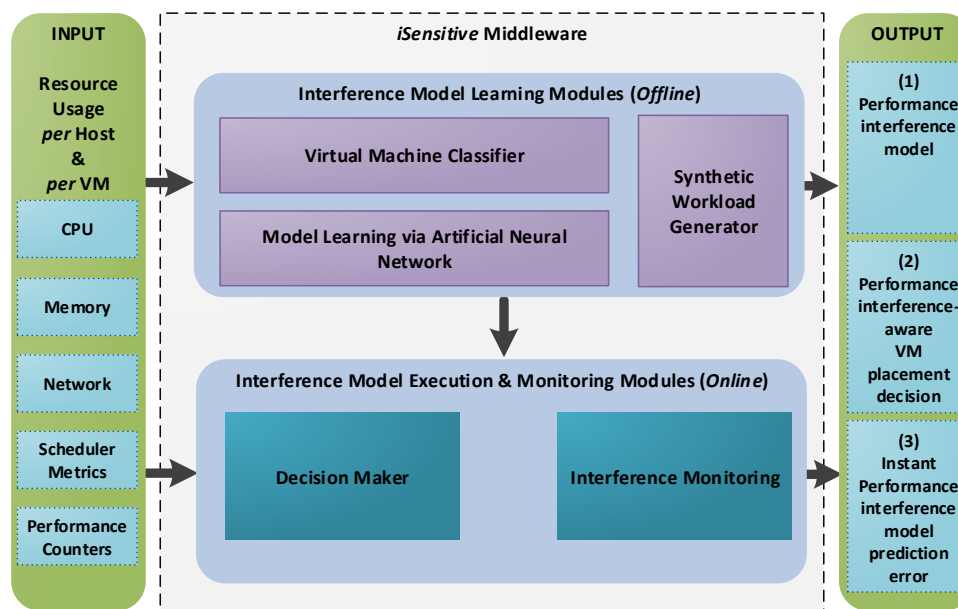 INPUT
Resource
Usage
per Host
&
per VM
CPU
Memory
Network
Scheduler
Metrics
Performance
Counters
iSensitive Middleware
Interference Model Learning Modules (Offline)
Virtual Machine Classifier
Model Learning via Artificial Neural
Network
Synthetic
Workload
Generator
Interference Model Execution & Monitoring Modules (Online)
Decision Maker
Interference Monitoring
OUTPUT
(1)
Performance
interference
model
(2)
Performance
interference-
aware
VM
placement
decision
(3)
Instant
Performance
interference
model
prediction
error